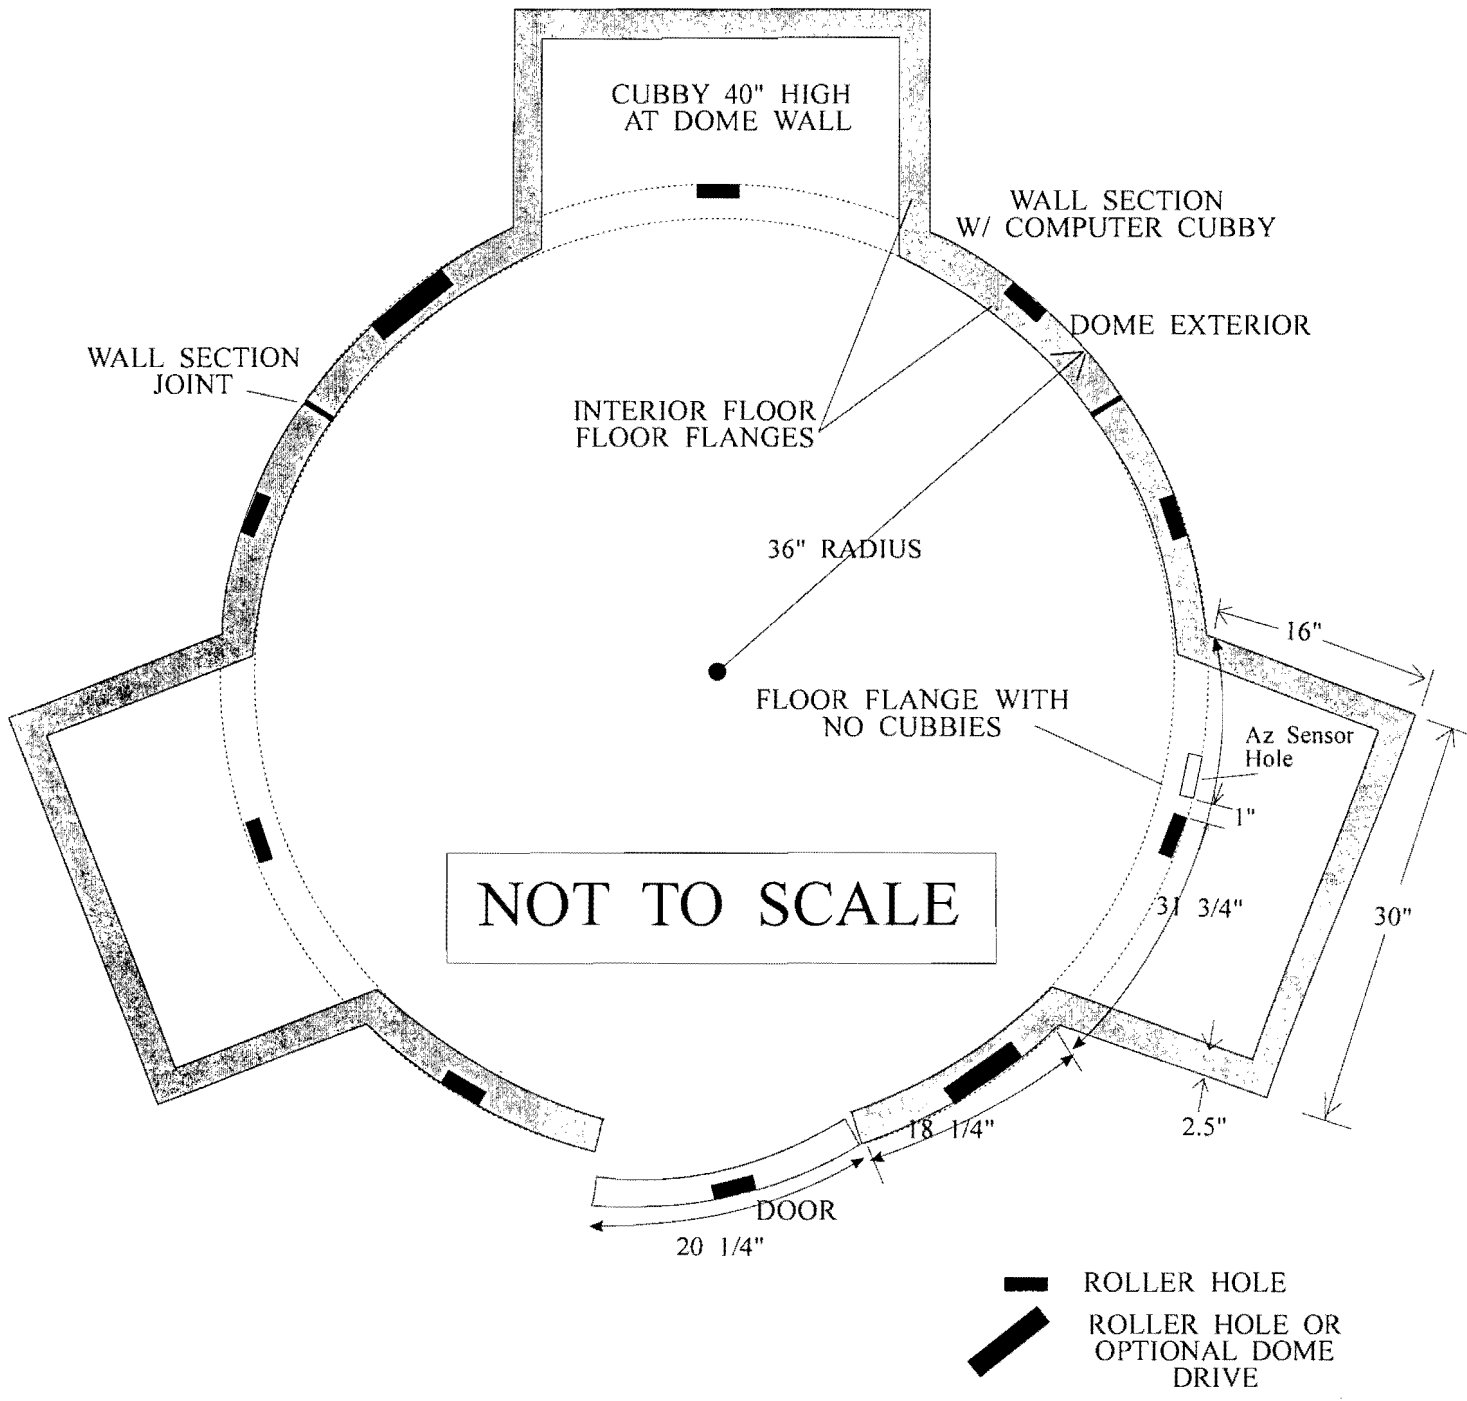 CUBBY 40" HIGH
AT DOME WALL
WALL SECTION
W/ COMPUTER CUBBY
DOME EXTERIOR
WALL SECTION
JOINT
INTERIOR FLOOR
FLOOR FLANGES
36" RADIUS
16"
FLOOR FLANGE WITH
NO CUBBIES
Az Sensor
Hole
1"
NOT TO SCALE
31 3/4"
30"
18 1/4"
2.5"
DOOR
20 1/4"
ROLLER HOLE
ROLLER HOLE OR
OPTIONAL DOME
DRIVE